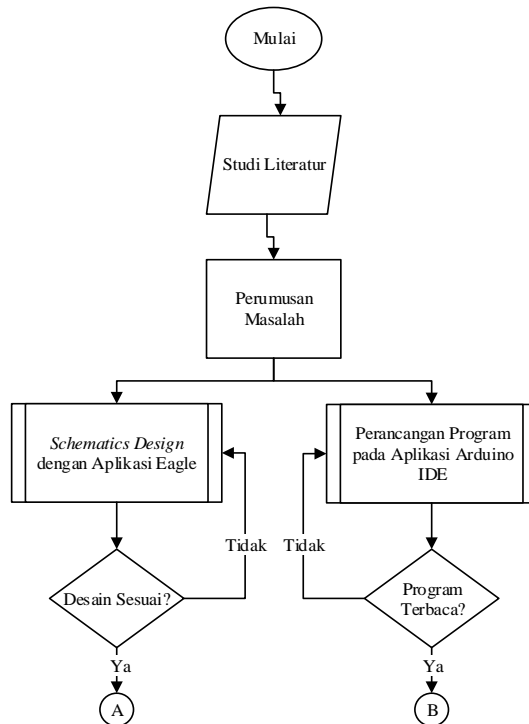 Mulai
Studi Literatur
Perumusan
Masalah
Schematics Design
dengan Aplikasi Eagle
Perancangan Program
pada Aplikasi Arduino
IDE
Tidak
Tidak
Desain Sesuai?
Program
Terbaca?
Ya
Ya
A
B